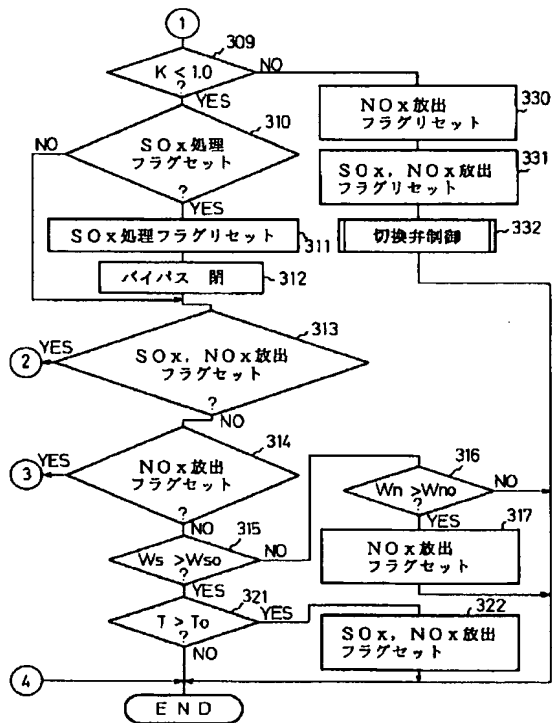 1
309
K < 1.0
?
NO
YES
310
SOx処理
フラグセット
?
NO
YES
330
NOx放出
フラグリセット
331
SOx, NOx放出
フラグリセット
切換弁制御
332
SOx処理フラグリセット
311
バイパス 閉
312
313
SOx, NOx放出
フラグセット
?
YES
2
NO
314
NOx放出
フラグセット
?
YES
3
NO
315
Ws >Wso
?
NO
YES
316
Wn >Wno
?
NO
YES
317
NOx放出
フラグセット
321
T > To
?
YES
NO
322
SOx, NOx放出
フラグセット
4
END